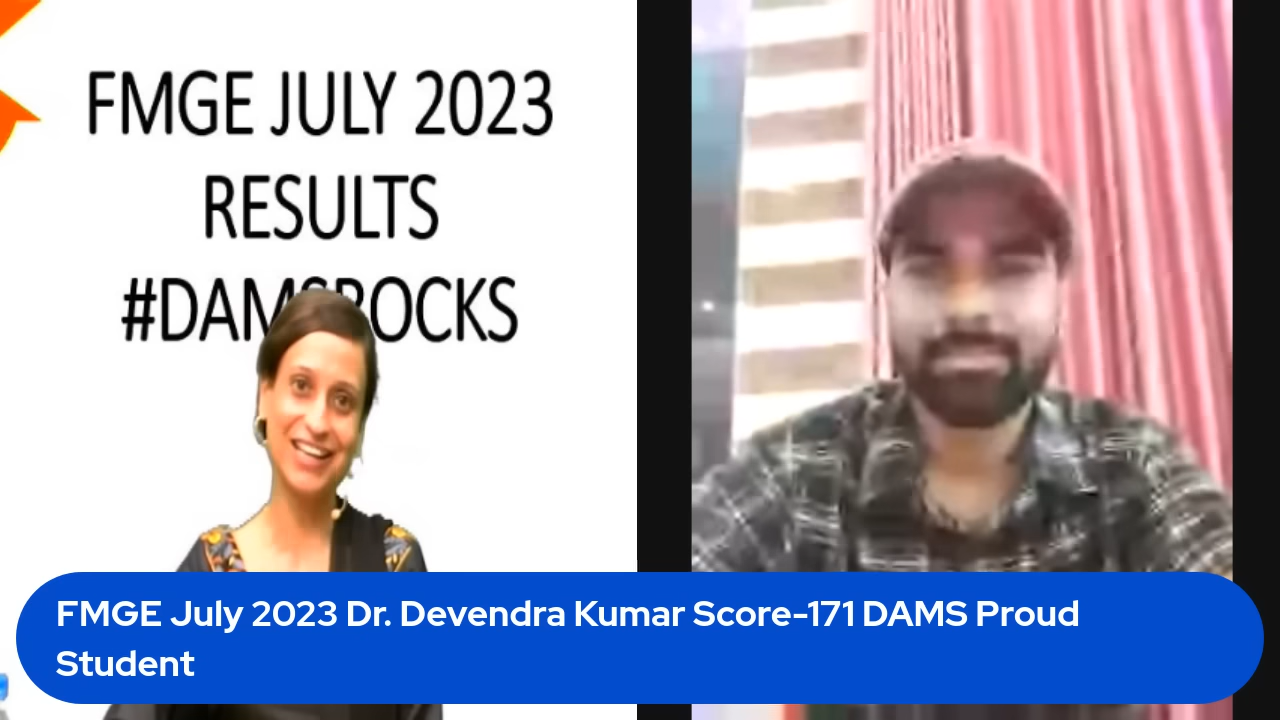 FMGE JULY 2023
RESULTS
#DAMSROCKS
FMGE July 2023 Dr. Devendra Kumar Score-171 DAMS Proud
Student